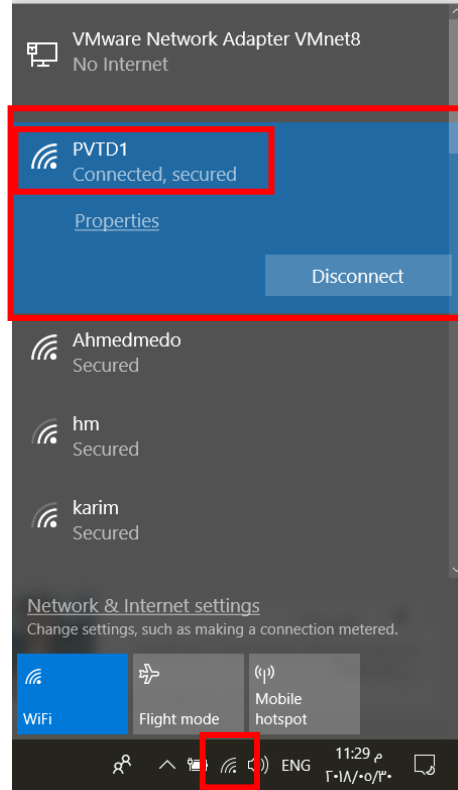 VMware Network Adapter VMnet8
No Internet
PVTD1
Connected, secured
Properties
Disconnect
Ahmedmedo
Secured
hm
Secured
karim
Secured
Network & Internet settings
Change settings, such as making a connection metered.
WiFi
Flight mode
Mobile
hotspot
ENG
11:29 م
٢٠١٨/٠٥/٣٠